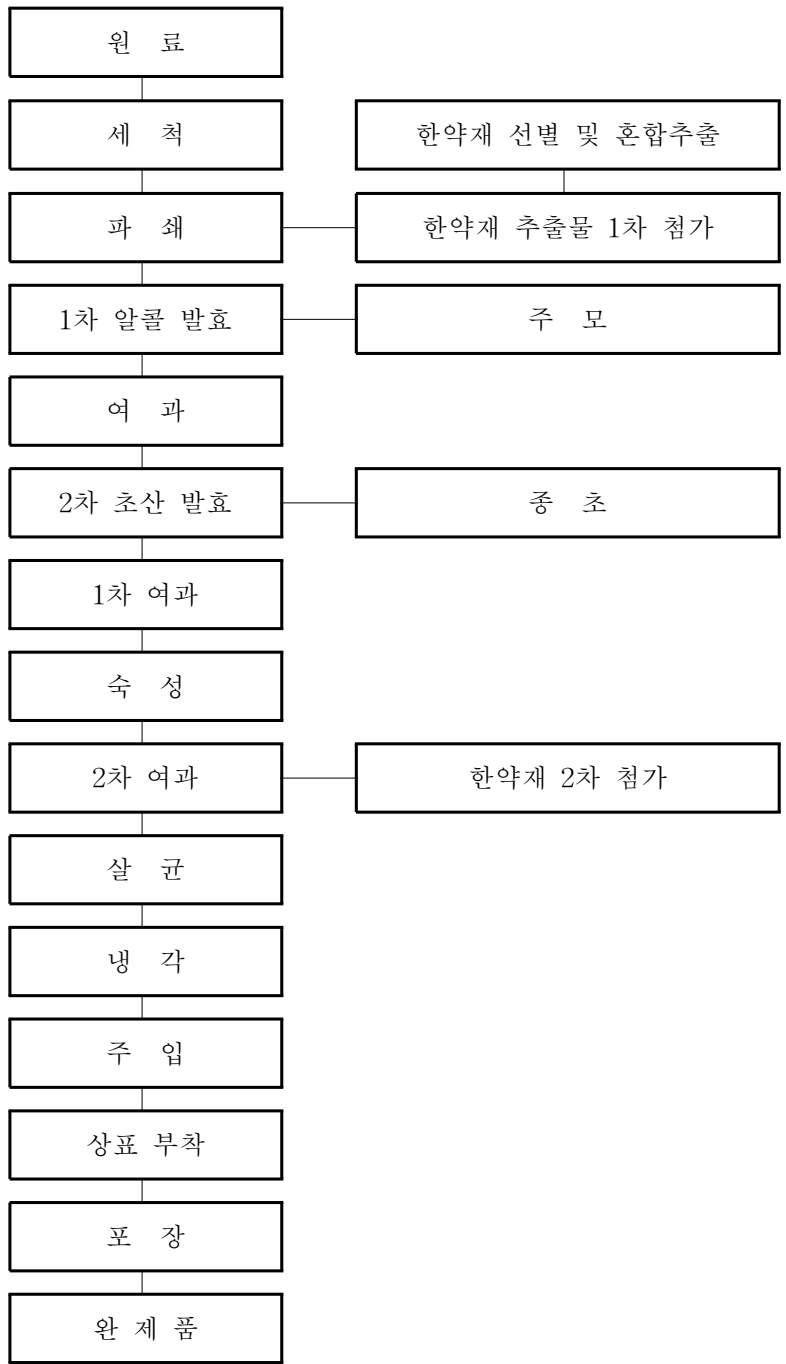 원 료
세 척
한약재 선별 및 혼합추출
파 쇄
한약재 추출물 1차 첨가
1차 알콜 발효
주 모
여 과
2차 초산 발효
종 초
1차 여과
숙 성
2차 여과
한약재 2차 첨가
살 균
냉 각
주 입
상표 부착
포 장
완 제 품